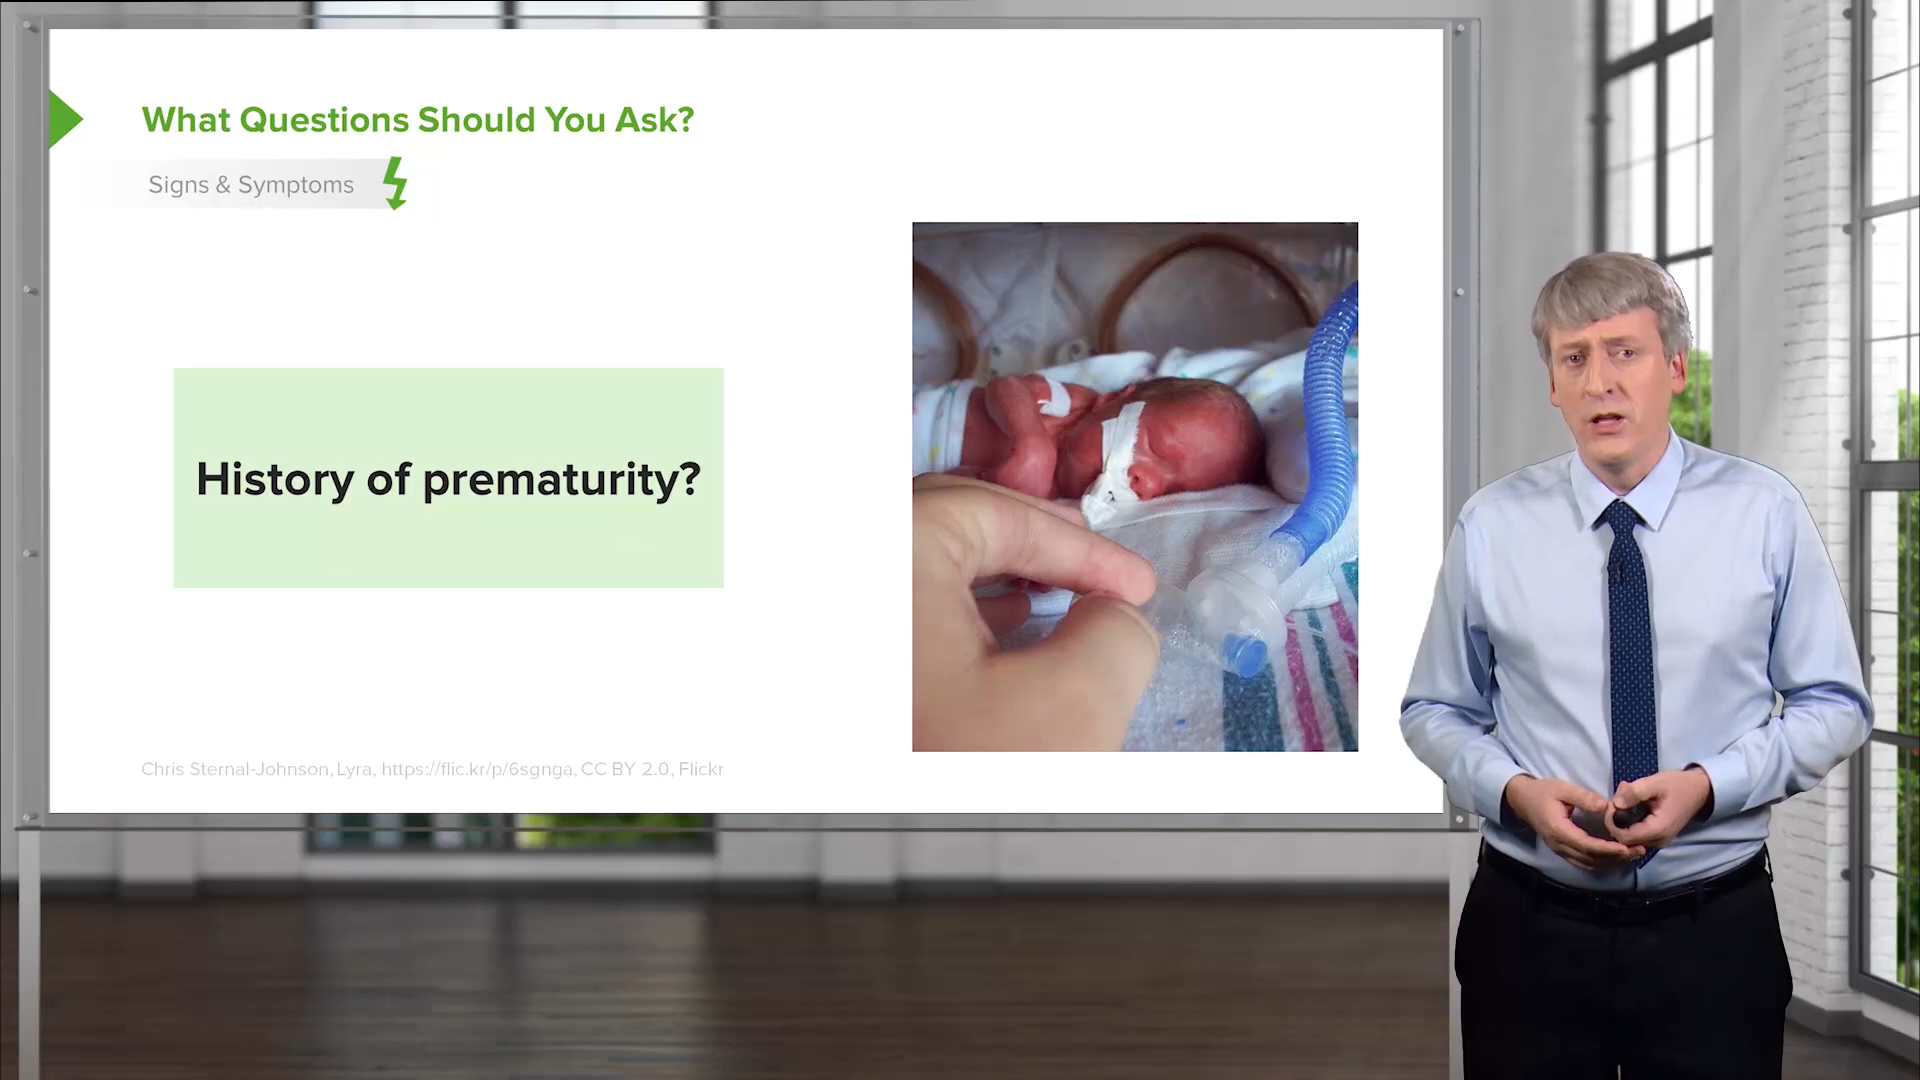 What Questions Should You Ask?
Signs & Symptoms
History of prematurity?
Chris Sternal-Johnson, Lyra, https://flic.kr/p/6sgnga, CC BY 2.0, Flickr